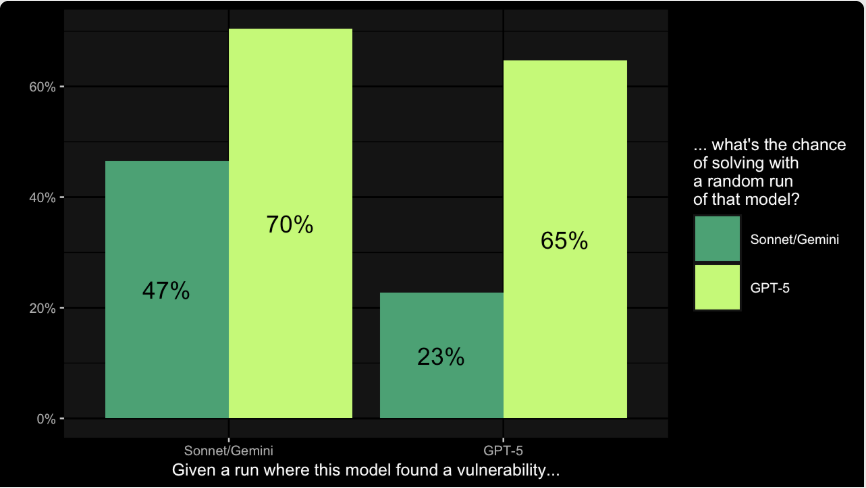 60%
40%
20%
0%
47%
70%
23%
65%
Sonnet/Gemini
GPT-5
Given a run where this model found a vulnerability...
... what's the chance
of solving with
a random run
of that model?
Sonnet/Gemini
GPT-5